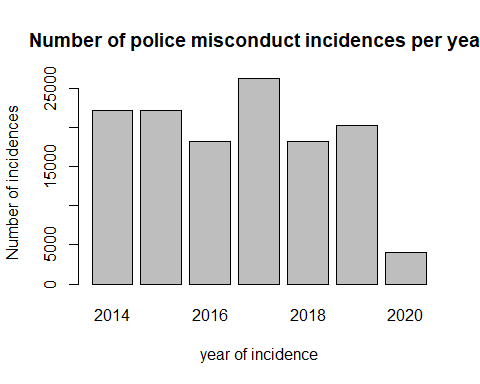 Number of police misconduct incidences per yea
Number of incidences
25000
15000
5000
0
2014 2016 2018 2020
year of incidence